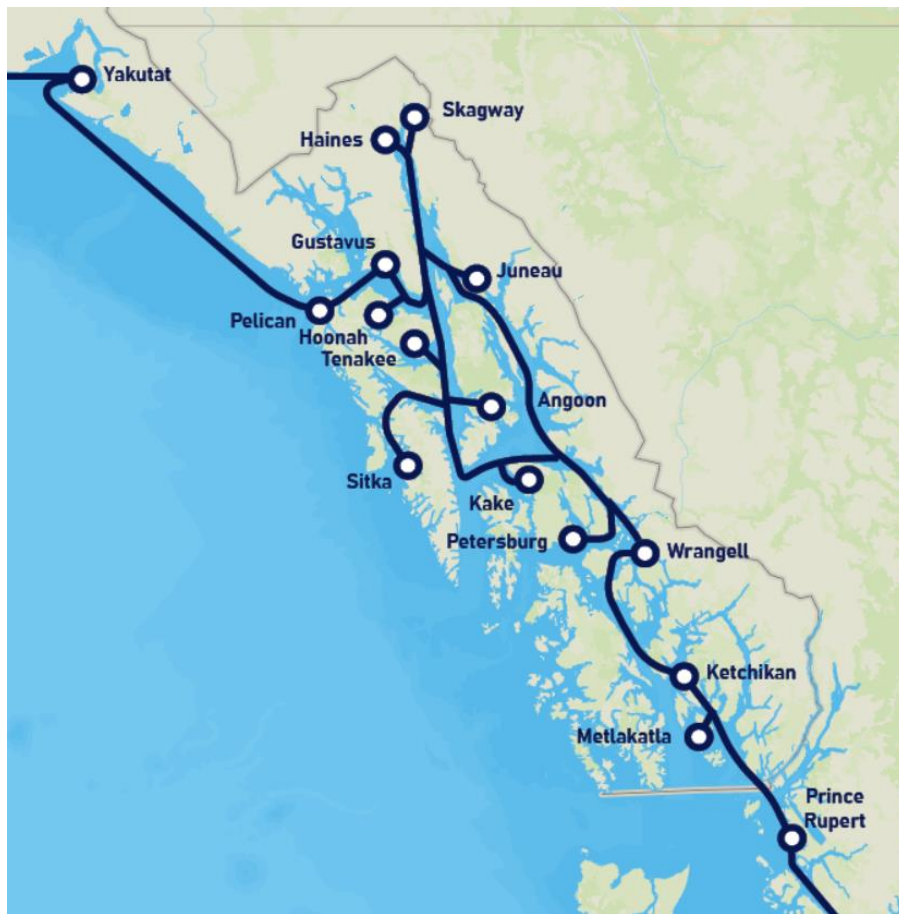 Yakutat
Skagway
Haines
Gustavus
Juneau
Pelican
Hoonah
Tenakee
Angoon
Sitka
Kake
Petersburg
Wrangell
Ketchikan
Metlakatla
Prince
Rupert